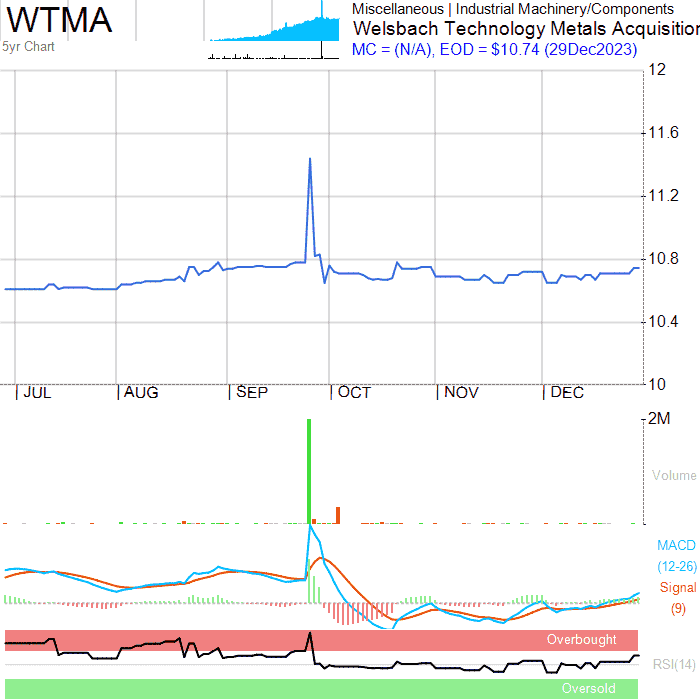 WTMA
5yr Chart
Miscellaneous | Industrial Machinery/Components
Welsbach Technology Metals Acquisition
MC = (N/A), EOD = $10.74 (29Dec2023)
12
11.6
11.2
10.8
10.4
10
JUL
AUG
SEP
OCT
NOV
DEC
2M
Volume
MACD
(12-26)
Signal
(9)
Overbought
RSI(14)
Oversold